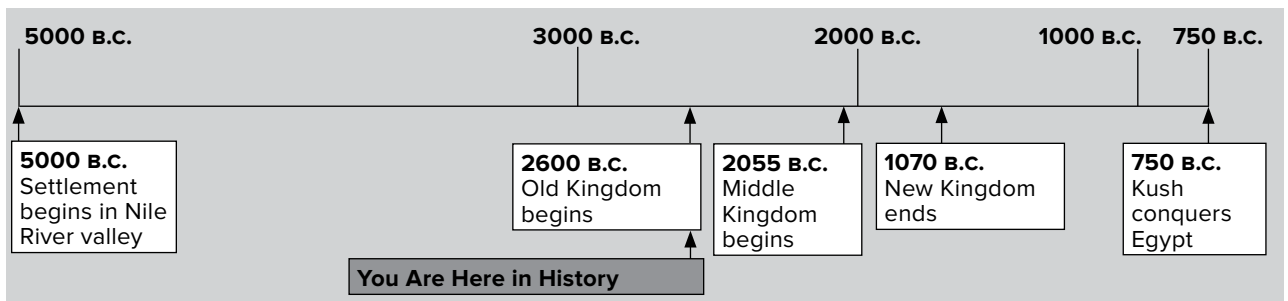 5000 B.C. 3000 B.C. 2000 B.C. 1000 B.C. 750 B.C.
5000 B.C.
Settlement
begins in Nile
River valley
2600 B.C.
Old Kingdom
begins
2055 B.C.
Middle
Kingdom
begins
1070 B.C.
New Kingdom
ends
750 B.C.
Kush
conquers
Egypt
You Are Here in History